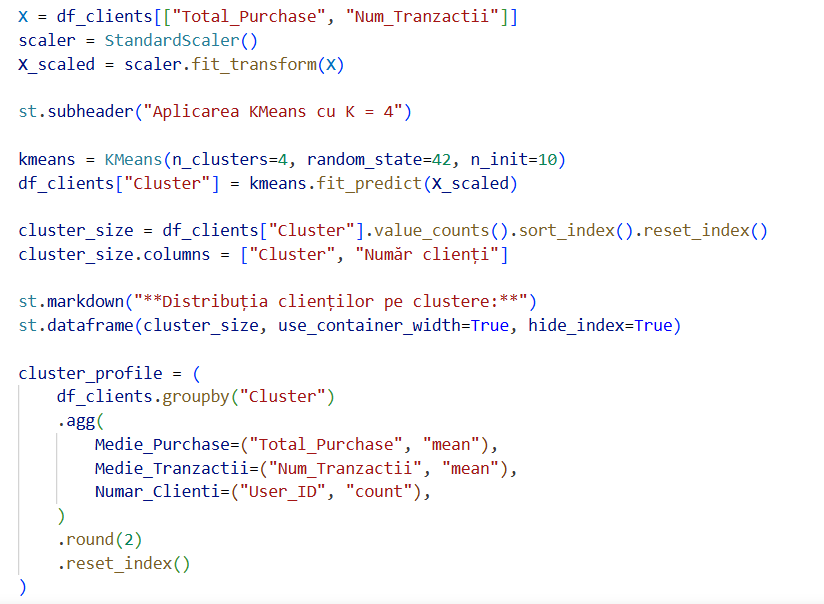 X = df_clients[["Total_Purchase", "Num_Tranzactii"]]
scaler = StandardScaler()
X_scaled = scaler.fit_transform(X)
st.subheader("Aplicarea KMeans cu K = 4")
kmeans = KMeans(n_clusters=4, random_state=42, n_init=10)
df_clients["Cluster"] = kmeans.fit_predict(X_scaled)
cluster_size = df_clients["Cluster"].value_counts().sort_index().reset_index()
cluster_size.columns = ["Cluster", "Număr clienți"]
st.markdown("**Distribuția clienților pe clustere:**")
st.dataframe(cluster_size, use_container_width=True, hide_index=True)
cluster_profile = (
    df_clients.groupby("Cluster")
    .agg(
        Medie_Purchase=("Total_Purchase", "mean"),
        Medie_Tranzactii=("Num_Tranzactii", "mean"),
        Numar_Clienti=("User_ID", "count"),
    )
    .round(2)
    .reset_index()
)